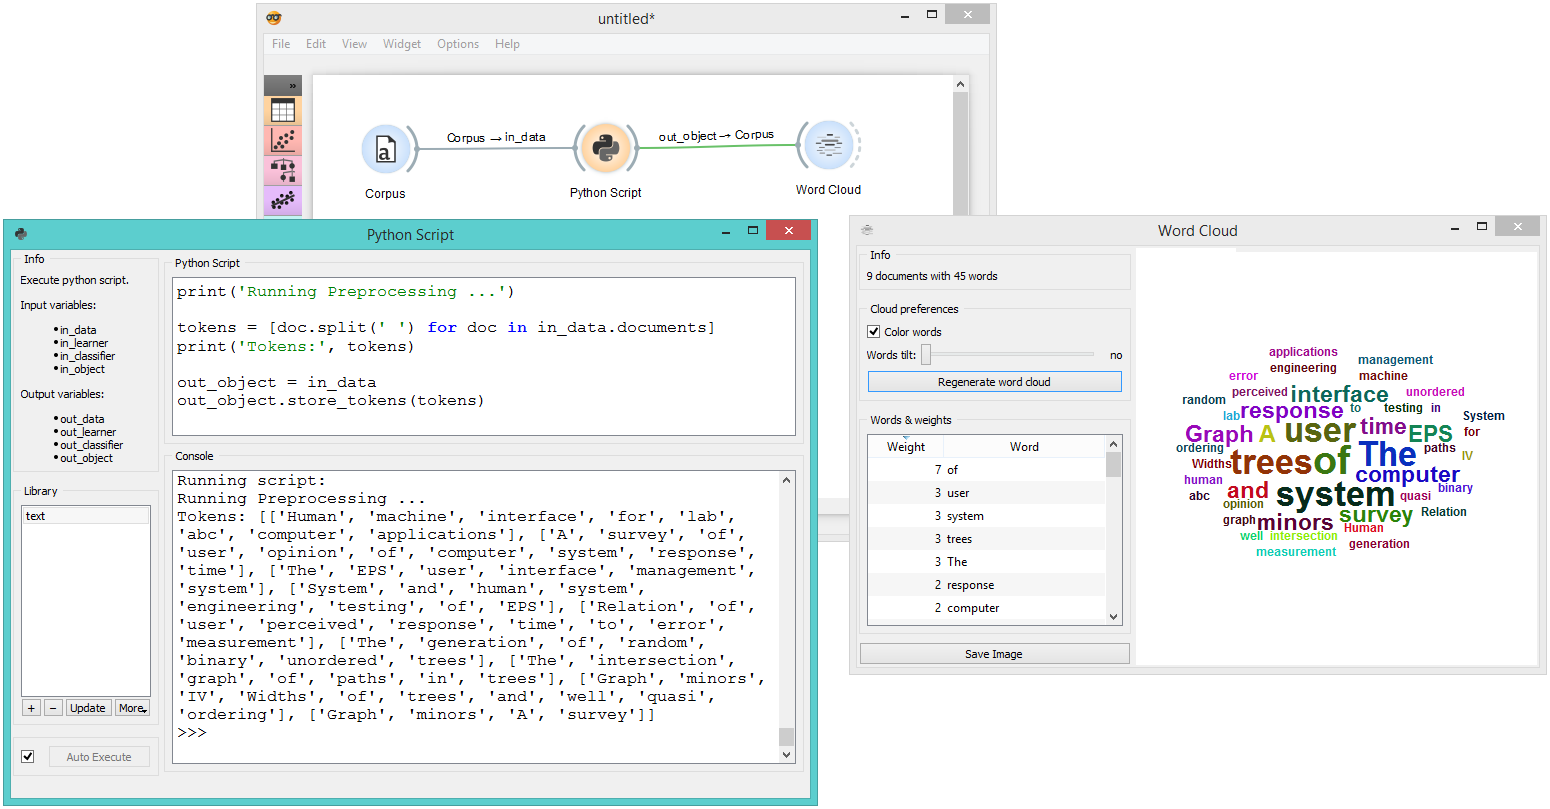 untitled*
File Edit View Widget Options Help
»
Corpus → in_data
out_object → Corpus
a
Corpus
Python Script
Word Cloud
Python Script
Info
Execute python script.
Input variables:
• in_data
• in_learner
• in_classifier
• in_object
Output variables:
• out_data
• out_learner
• out_classifier
• out_object
Library
text
+ − Update More
Auto Execute
Python Script
print('Running Preprocessing ...')
tokens = [doc.split(' ') for doc in in_data.documents]
print('Tokens:', tokens)
out_object = in_data
out_object.store_tokens(tokens)
Console
Running script:
Running Preprocessing ...
Tokens: [['Human', 'machine', 'interface', 'for', 'lab',
'abc', 'computer', 'applications'], ['A', 'survey', 'of',
'user', 'opinion', 'of', 'computer', 'system', 'response',
'time'], ['The', 'EPS', 'user', 'interface', 'management',
'system'], ['System', 'and', 'human', 'system',
'engineering', 'testing', 'of', 'EPS'], ['Relation', 'of',
'user', 'perceived', 'response', 'time', 'to', 'error',
'measurement'], ['The', 'generation', 'of', 'random',
'binary', 'unordered', 'trees'], ['The', 'intersection',
'graph', 'of', 'paths', 'in', 'trees'], ['Graph', 'minors',
'IV', 'Widths', 'of', 'trees', 'and', 'well', 'quasi',
'ordering'], ['Graph', 'minors', 'A', 'survey']]
>>>
Word Cloud
Info
9 documents with 45 words
Cloud preferences
Color words
Words tilt: no
Regenerate word cloud
Words & weights
Weight Word
7 of
3 user
3 system
3 trees
3 The
2 response
2 computer
Save Image
applications
management
engineering
error machine
perceived interface unordered
random
response to testing in
lab System
Graph A user time EPS for
ordering paths
trees of The IV
Widths
computer
human binary
abc and system quasi
opinion Relation
graph minors survey
Human
well intersection
generation
measurement